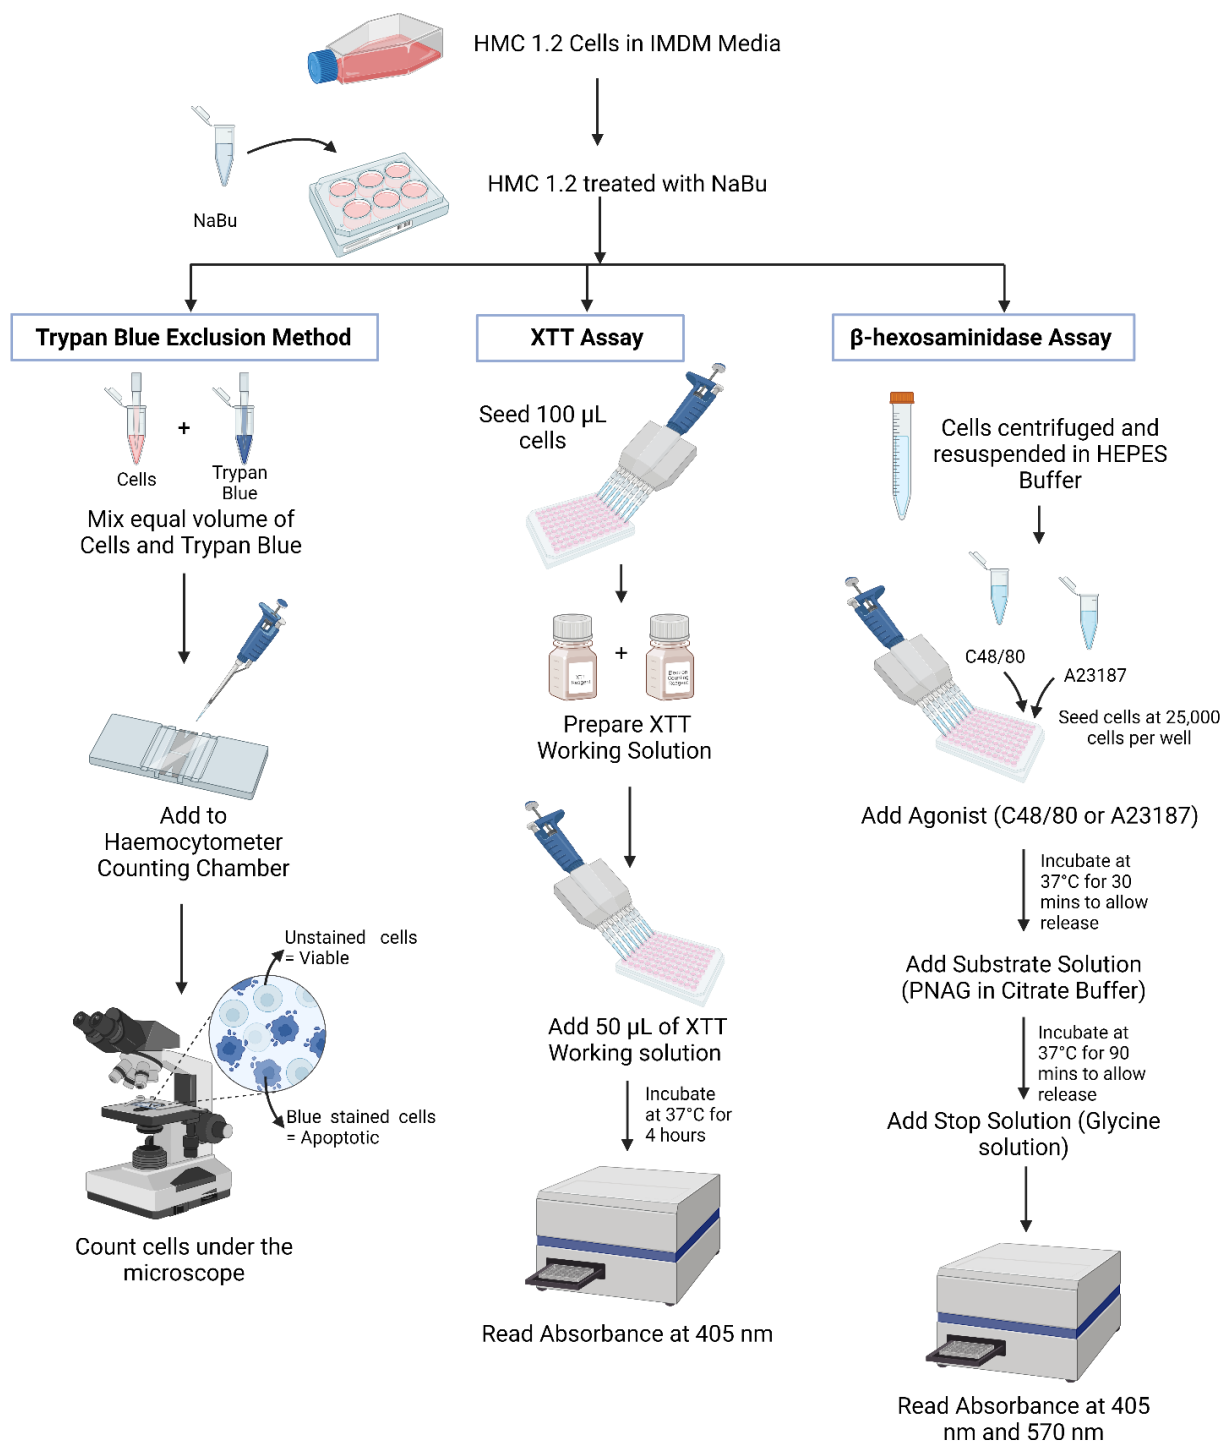 HMC 1.2 Cells in IMDM Media
NaBu
HMC 1.2 treated with NaBu
Trypan Blue Exclusion Method
Cells
+
Trypan
Blue
Mix equal volume of
Cells and Trypan Blue
Add to
Haemocytometer
Counting Chamber
Unstained cells
= Viable
Blue stained cells
= Apoptotic
Count cells under the
microscope
XTT Assay
Seed 100 µL
cells
XTT
Reagent
+
Electron
Coupling
Reagent
Prepare XTT
Working Solution
Add 50 µL of XTT
Working solution
Incubate
at 37°C for
4 hours
Read Absorbance at 405 nm
β-hexosaminidase Assay
Cells centrifuged and
resuspended in HEPES
Buffer
C48/80
A23187
Seed cells at 25,000
cells per well
Add Agonist (C48/80 or A23187)
Incubate at
37°C for 30
mins to allow
release
Add Substrate Solution
(PNAG in Citrate Buffer)
Incubate at
37°C for 90
mins to allow
release
Add Stop Solution (Glycine
solution)
Read Absorbance at 405
nm and 570 nm